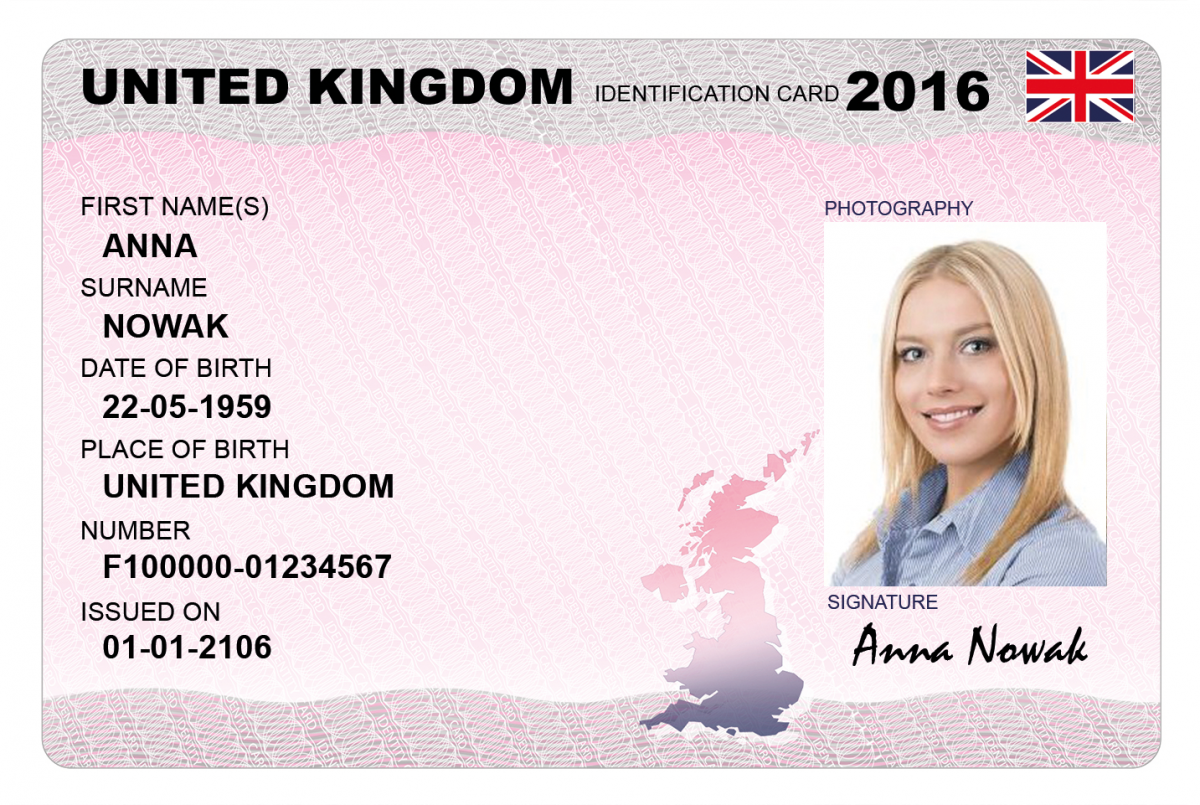 UNITED KINGDOM IDENTIFICATION CARD 2016
FIRST NAME(S)
ANNA
SURNAME
NOWAK
DATE OF BIRTH
22-05-1959
PLACE OF BIRTH
UNITED KINGDOM
NUMBER
F100000-01234567
ISSUED ON
01-01-2106
PHOTOGRAPHY
SIGNATURE
Anna Nowak